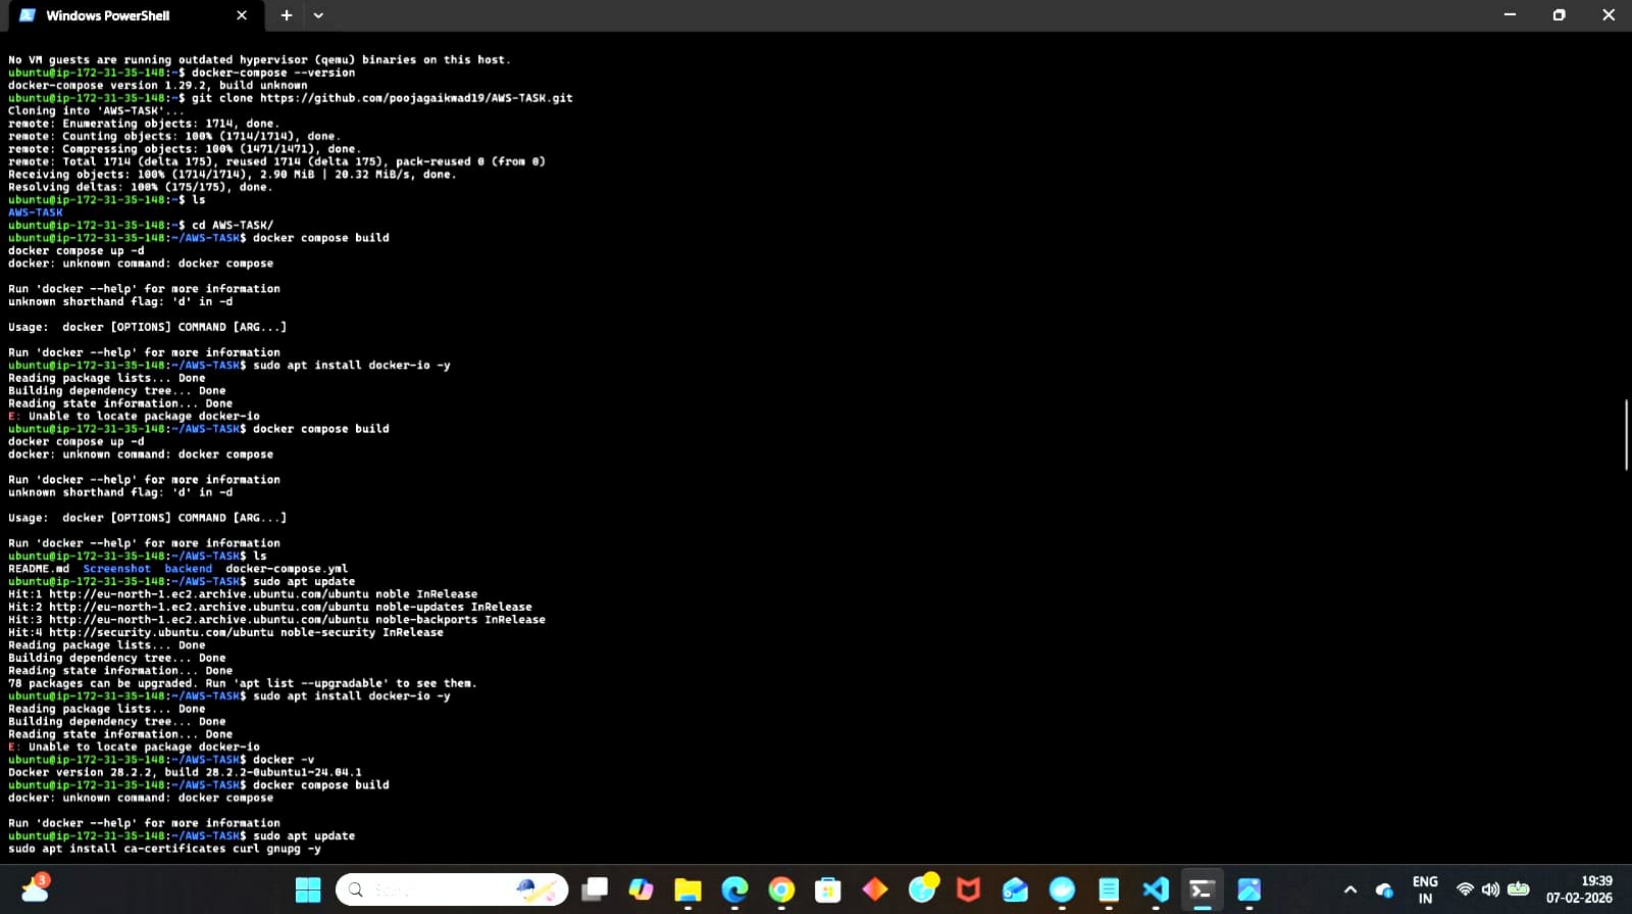 Windows PowerShell
No VM guests are running outdated hypervisor (qemu) binaries on this host.
ubuntu@ip-172-31-35-148:~$ docker-compose --version
docker-compose version 1.29.2, build unknown
ubuntu@ip-172-31-35-148:~$ git clone https://github.com/poojagaikwad19/AWS-TASK.git
Cloning into 'AWS-TASK'...
remote: Enumerating objects: 1714, done.
remote: Counting objects: 100% (1714/1714), done.
remote: Compressing objects: 100% (1471/1471), done.
remote: Total 1714 (delta 175), reused 1714 (delta 175), pack-reused 0 (from 0)
Receiving objects: 100% (1714/1714), 2.90 MiB | 20.32 MiB/s, done.
Resolving deltas: 100% (175/175), done.
ubuntu@ip-172-31-35-148:~$ ls
AWS-TASK
ubuntu@ip-172-31-35-148:~$ cd AWS-TASK/
ubuntu@ip-172-31-35-148:~/AWS-TASK$ docker compose build
docker compose up -d
docker: unknown command: docker compose

Run 'docker --help' for more information
unknown shorthand flag: 'd' in -d

Usage:  docker [OPTIONS] COMMAND [ARG...]

Run 'docker --help' for more information
ubuntu@ip-172-31-35-148:~/AWS-TASK$ sudo apt install docker-io -y
Reading package lists... Done
Building dependency tree... Done
Reading state information... Done
E: Unable to locate package docker-io
ubuntu@ip-172-31-35-148:~/AWS-TASK$ docker compose build
docker compose up -d
docker: unknown command: docker compose

Run 'docker --help' for more information
unknown shorthand flag: 'd' in -d

Usage:  docker [OPTIONS] COMMAND [ARG...]

Run 'docker --help' for more information
ubuntu@ip-172-31-35-148:~/AWS-TASK$ ls
README.md  Screenshot  backend  docker-compose.yml
ubuntu@ip-172-31-35-148:~/AWS-TASK$ sudo apt update
Hit:1 http://eu-north-1.ec2.archive.ubuntu.com/ubuntu noble InRelease
Hit:2 http://eu-north-1.ec2.archive.ubuntu.com/ubuntu noble-updates InRelease
Hit:3 http://eu-north-1.ec2.archive.ubuntu.com/ubuntu noble-backports InRelease
Hit:4 http://security.ubuntu.com/ubuntu noble-security InRelease
Reading package lists... Done
Building dependency tree... Done
Reading state information... Done
78 packages can be upgraded. Run 'apt list --upgradable' to see them.
ubuntu@ip-172-31-35-148:~/AWS-TASK$ sudo apt install docker-io -y
Reading package lists... Done
Building dependency tree... Done
Reading state information... Done
E: Unable to locate package docker-io
ubuntu@ip-172-31-35-148:~/AWS-TASK$ docker -v
Docker version 28.2.2, build 28.2.2-0ubuntu1~24.04.1
ubuntu@ip-172-31-35-148:~/AWS-TASK$ docker compose build
docker: unknown command: docker compose

Run 'docker --help' for more information
ubuntu@ip-172-31-35-148:~/AWS-TASK$ sudo apt update
sudo apt install ca-certificates curl gnupg -y
3
ENG
IN
19:39
07-02-2026